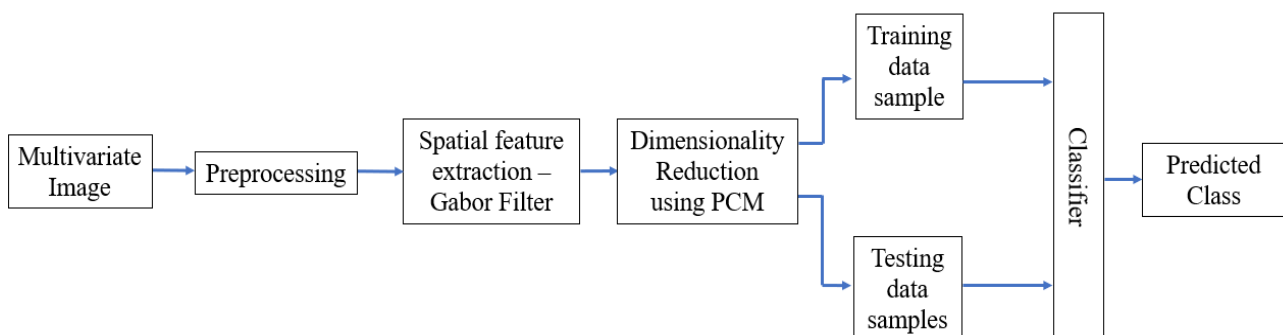 Multivariate
Image
Preprocessing
Spatial feature
extraction –
Gabor Filter
Dimensionality
Reduction
using PCM
Training
data
sample
Testing
data
samples
Classifier
Predicted
Class